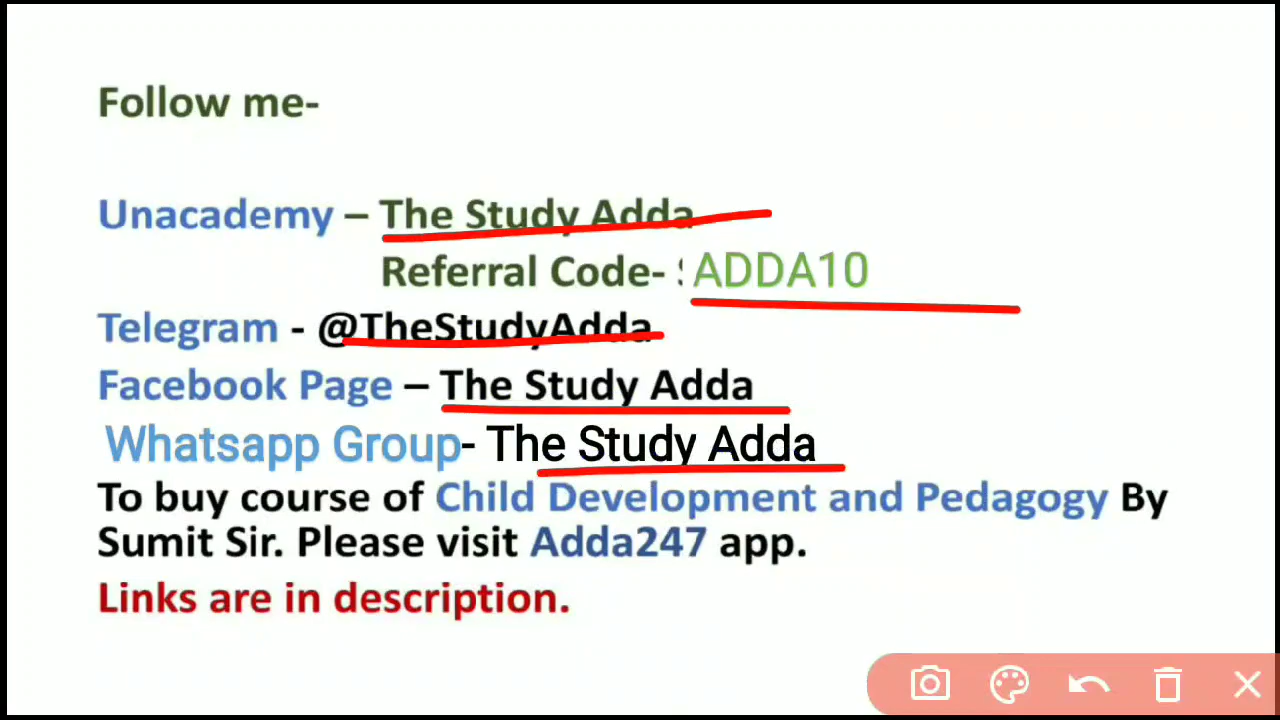 Follow me-
Unacademy – The Study Adda
Referral Code- ADDA10
Telegram - @TheStudyAdda
Facebook Page – The Study Adda
Whatsapp Group- The Study Adda
To buy course of Child Development and Pedagogy By
Sumit Sir. Please visit Adda247 app.
Links are in description.